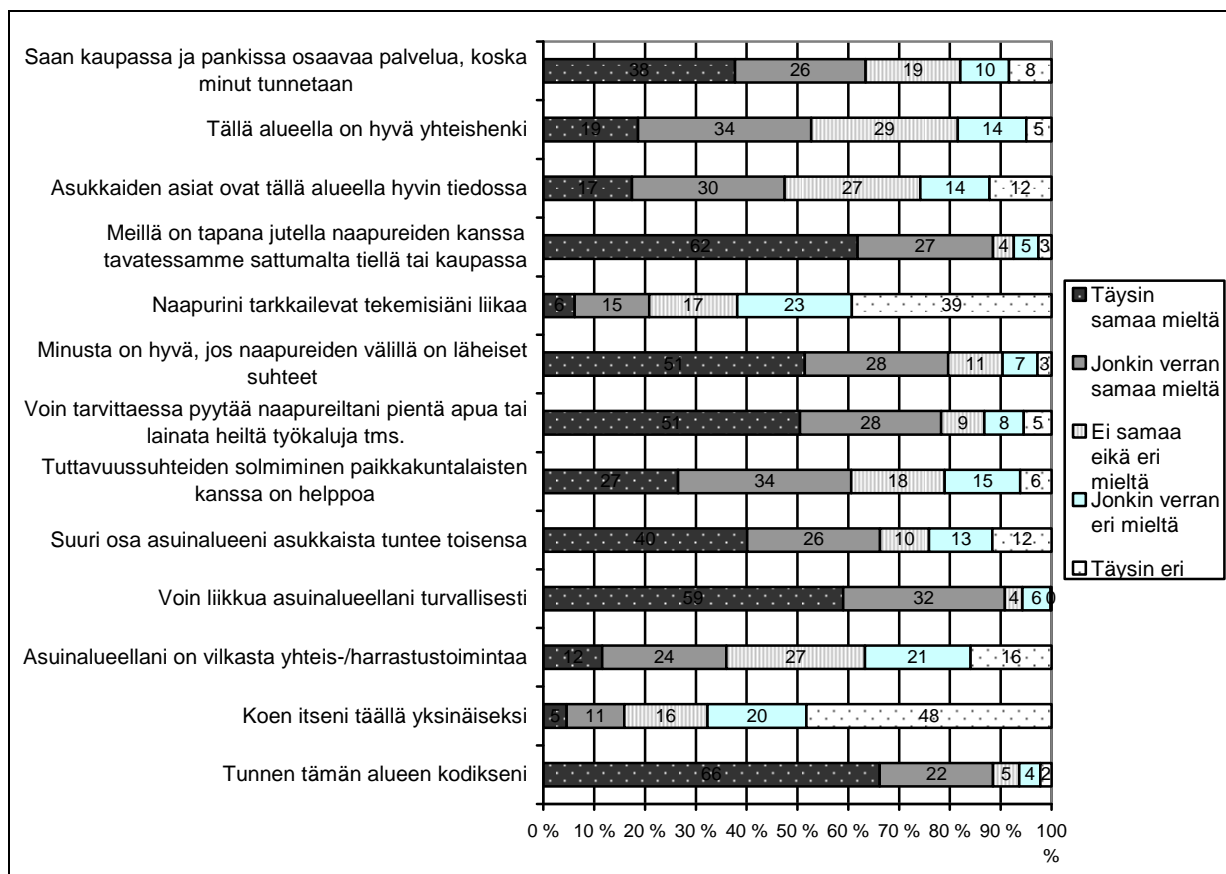 Saan kaupassa ja pankissa osaavaa palvelua, koska
minut tunnetaan
38 26 19 10 8
Tällä alueella on hyvä yhteishenki
19 34 29 14 5
Asukkaiden asiat ovat tällä alueella hyvin tiedossa
17 30 27 14 12
Meillä on tapana jutella naapureiden kanssa
tavatessamme sattumalta tiellä tai kaupassa
62 27 4 5 3
Naapurini tarkkailevat tekemisiäni liikaa
6 15 17 23 39
Minusta on hyvä, jos naapureiden välillä on läheiset
suhteet
51 28 11 7 3
Voin tarvittaessa pyytää naapureiltani pientä apua tai
lainata heiltä työkaluja tms.
51 28 9 8 5
Tuttavuussuhteiden solmiminen paikkakuntalaisten
kanssa on helppoa
27 34 18 15 6
Suuri osa asuinalueeni asukkaista tuntee toisensa
40 26 10 13 12
Voin liikkua asuinalueellani turvallisesti
59 32 4 6 0
Asuinalueellani on vilkasta yhteis-/harrastustoimintaa
12 24 27 21 16
Koen itseni täällä yksinäiseksi
5 11 16 20 48
Tunnen tämän alueen kodikseni
66 22 5 4 2
0 % 10 % 20 % 30 % 40 % 50 % 60 % 70 % 80 % 90 % 100
%
Täysin
samaa mieltä
Jonkin verran
samaa mieltä
Ei samaa
eikä eri
mieltä
Jonkin verran
eri mieltä
Täysin eri